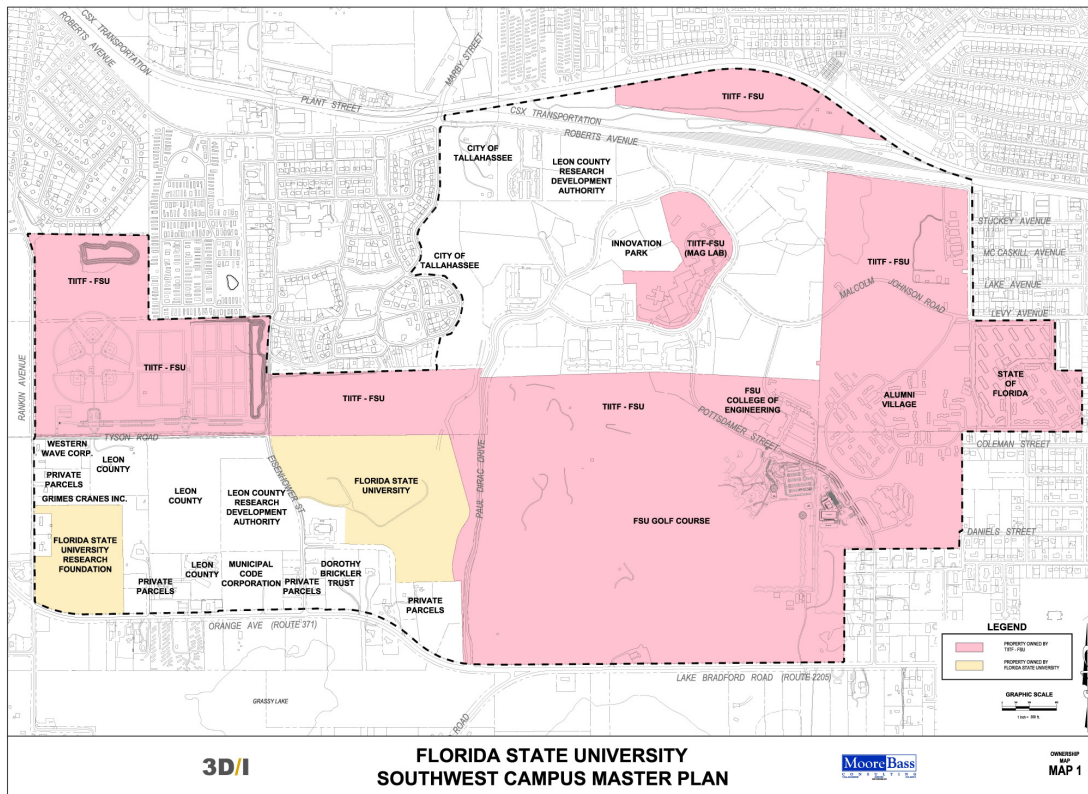 CSX TRANSPORTATION
ROBERTS AVENUE
PLANT STREET
MARBY STREET
TIITF - FSU
CSX TRANSPORTATION
ROBERTS AVENUE
CITY OF
TALLAHASSEE
LEON COUNTY
RESEARCH
DEVELOPMENT
AUTHORITY
STUCKEY AVENUE
INNOVATION
PARK
TIITF-FSU
(MAG LAB)
CITY OF
TALLAHASSEE
MC CASKILL AVENUE
TIITF - FSU
TIITF - FSU
LAKE AVENUE
MALCOLM JOHNSON ROAD
LEVY AVENUE
RANKIN AVENUE
TIITF - FSU
STATE
OF
FLORIDA
TIITF - FSU
TIITF - FSU
FSU
COLLEGE OF
ENGINEERING
ALUMNI
VILLAGE
POTTSDAMER STREET
TYSON ROAD
COLEMAN STREET
WESTERN
WAVE CORP.
LEON
COUNTY
PRIVATE
PARCELS
GRIMES CRANES INC.
LEON
COUNTY
EISENHOWER ST.
LEON COUNTY
RESEARCH
DEVELOPMENT
AUTHORITY
FLORIDA STATE
UNIVERSITY
PAUL DIRAC DRIVE
FSU GOLF COURSE
DANIELS STREET
FLORIDA STATE
UNIVERSITY
RESEARCH
FOUNDATION
PRIVATE
PARCELS
LEON
COUNTY
MUNICIPAL
CODE
CORPORATION
PRIVATE
PARCELS
DOROTHY
BRICKLER
TRUST
PRIVATE
PARCELS
ORANGE AVE (ROUTE 371)
LAKE BRADFORD ROAD (ROUTE 2205)
GRASSY LAKE
ROAD
LEGEND
PROPERTY OWNED BY
TIITF - FSU
PROPERTY OWNED BY
FLORIDA STATE UNIVERSITY
GRAPHIC SCALE
3D/I
FLORIDA STATE UNIVERSITY
SOUTHWEST CAMPUS MASTER PLAN
MooreBass
CONSULTING
OWNERSHIP
MAP
MAP 1